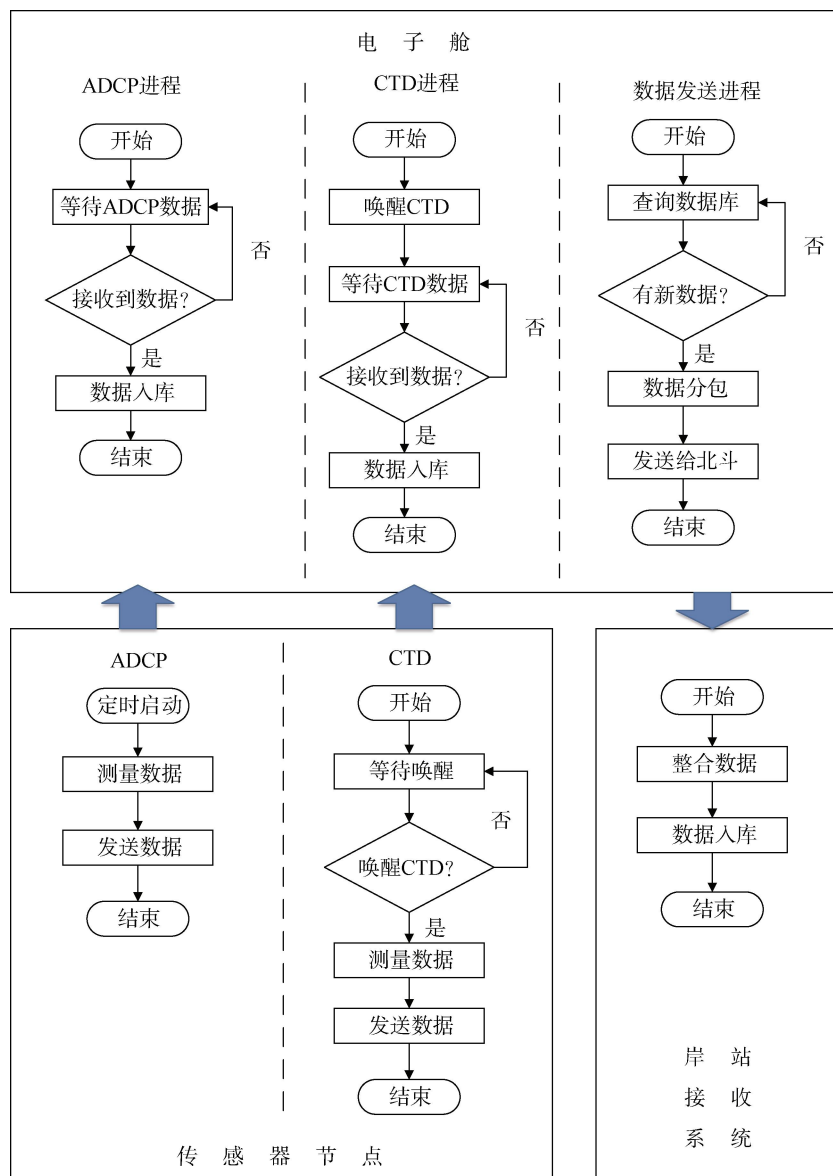 电子舱
ADCP进程
开始
等待ADCP数据
否
接收到数据?
是
数据入库
结束
CTD进程
开始
唤醒CTD
等待CTD数据
否
接收到数据?
是
数据入库
结束
数据发送进程
开始
查询数据库
否
有新数据?
是
数据分包
发送给北斗
结束
ADCP
定时启动
测量数据
发送数据
结束
CTD
开始
等待唤醒
否
唤醒CTD?
是
测量数据
发送数据
结束
传感器节点
开始
整合数据
数据入库
结束
岸站
接收
系统